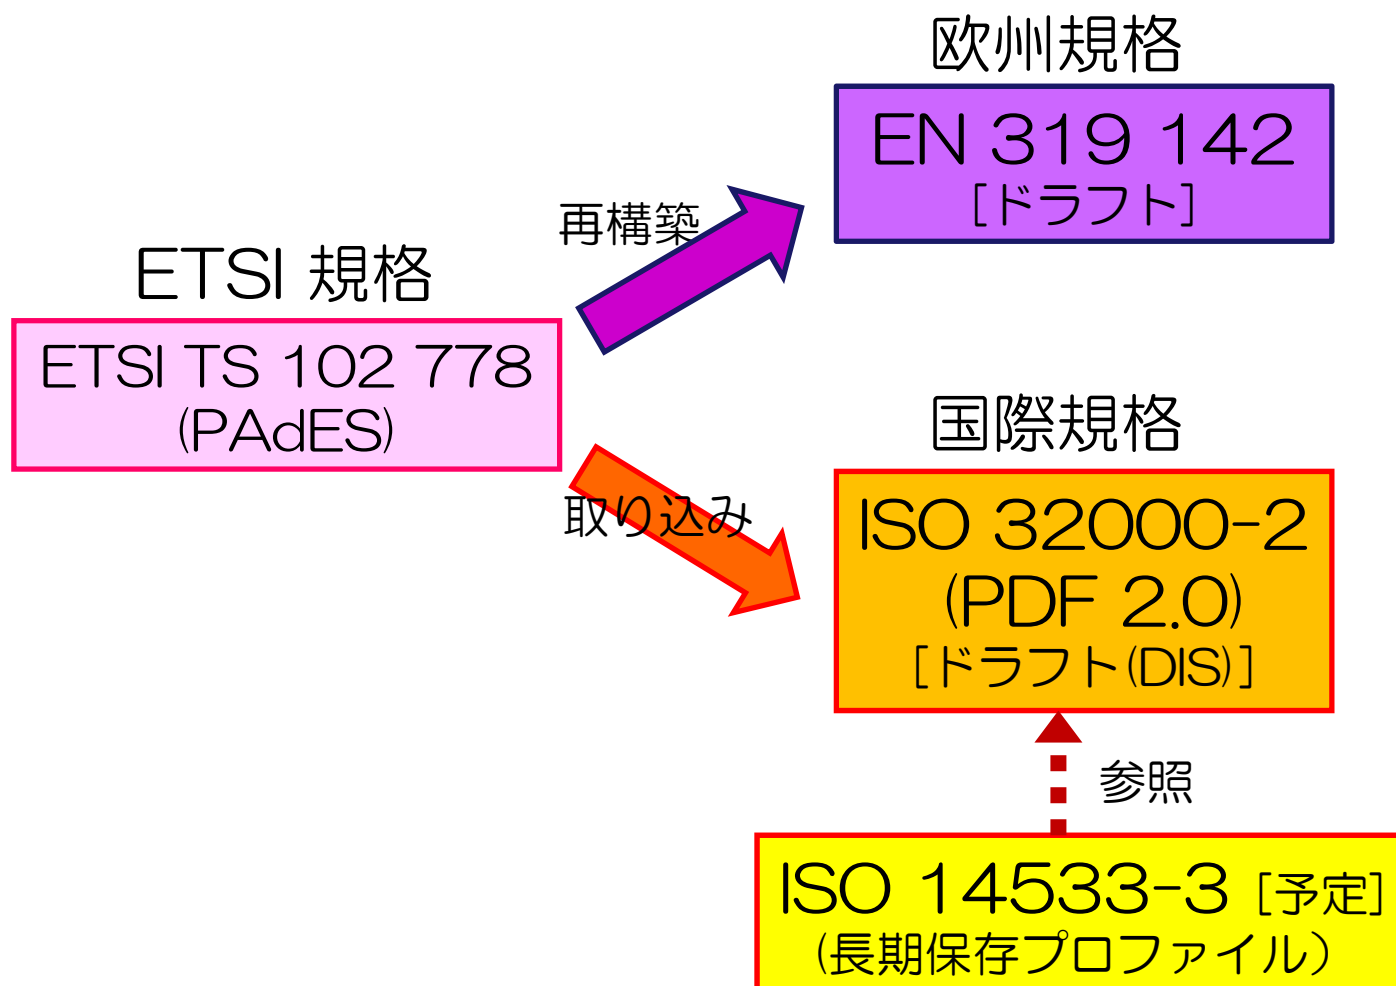 欧州規格
EN 319 142
[ドラフト]
再構築
ETSI 規格
ETSI TS 102 778
(PAdES)
国際規格
取り込み
ISO 32000-2
(PDF 2.0)
[ドラフト(DIS)]
参照
ISO 14533-3 [予定]
(長期保存プロファイル）